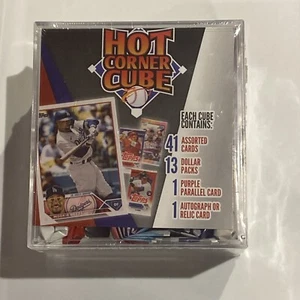 HOT
CORNER
CUBE
EACH CUBE
CONTAINS:
41 ASSORTED
CARDS
13 DOLLAR
PACKS
1 PURPLE
PARALLEL CARD
1 AUTOGRAPH OR
RELIC CARD